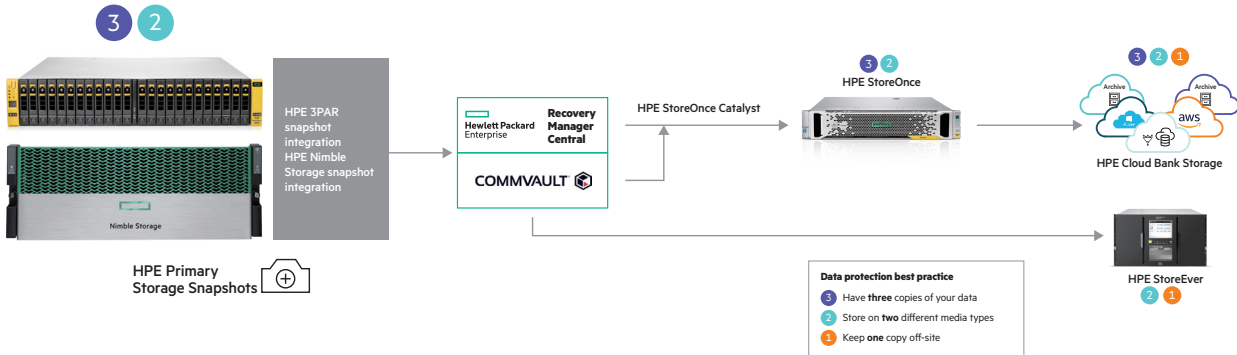 3 2
HPE 3PAR
snapshot
integration
HPE Nimble
Storage snapshot
integration
Nimble Storage
HPE Primary
Storage Snapshots
Hewlett Packard
Enterprise
Recovery
Manager
Central
COMMVAULT
HPE StoreOnce Catalyst
3 2
HPE StoreOnce
3 2 1
Archive
Archive
aws
HPE Cloud Bank Storage
HPE StoreEver
2 1
Data protection best practice
3 Have three copies of your data
2 Store on two different media types
1 Keep one copy off-site